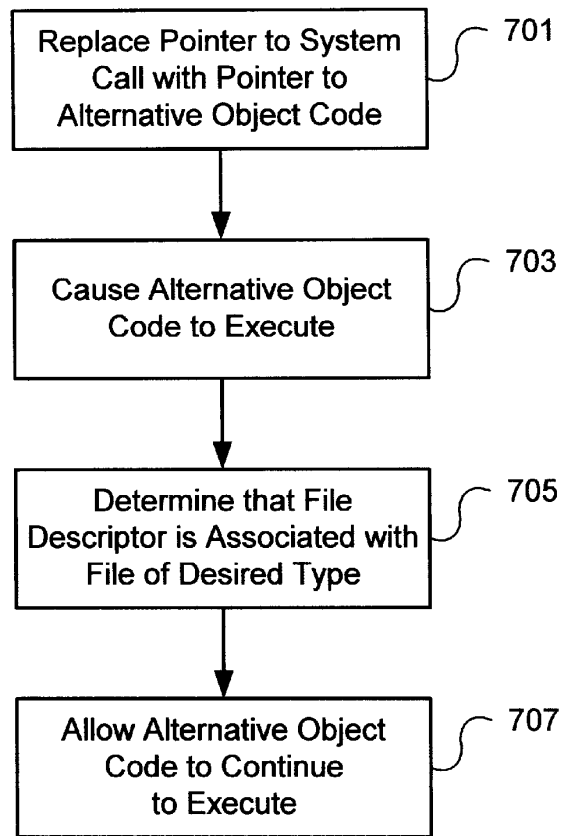 Replace Pointer to System
Call with Pointer to
Alternative Object Code
701
Cause Alternative Object
Code to Execute
703
Determine that File
Descriptor is Associated with
File of Desired Type
705
Allow Alternative Object
Code to Continue
to Execute
707